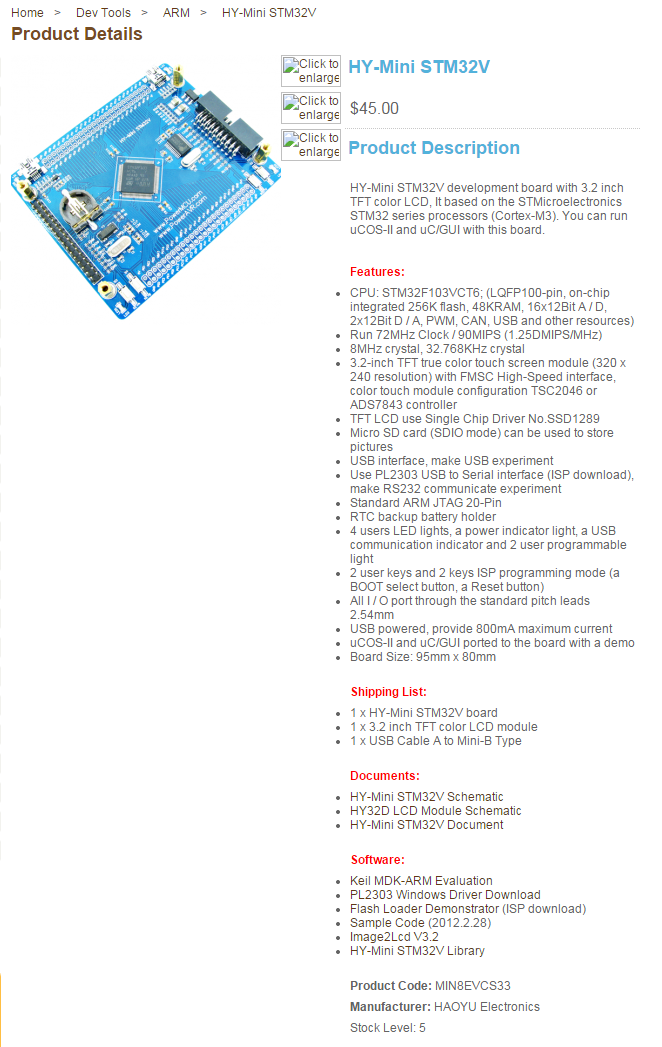 Home > Dev Tools > ARM > HY-Mini STM32V
Product Details
HY-MINI STM32V
www.PowerMCU.com
www.PowerAVR.com
Click to enlarge
Click to enlarge
Click to enlarge
HY-Mini STM32V
$45.00
Product Description
HY-Mini STM32V development board with 3.2 inch
TFT color LCD, It based on the STMicroelectronics
STM32 series processors (Cortex-M3). You can run
uCOS-II and uC/GUI with this board.
Features:
• CPU: STM32F103VCT6; (LQFP100-pin, on-chip
integrated 256K flash, 48KRAM, 16x12Bit A / D,
2x12Bit D / A, PWM, CAN, USB and other resources)
• Run 72MHz Clock / 90MIPS (1.25DMIPS/MHz)
• 8MHz crystal, 32.768KHz crystal
• 3.2-inch TFT true color touch screen module (320 x
240 resolution) with FMSC High-Speed interface,
color touch module configuration TSC2046 or
ADS7843 controller
• TFT LCD use Single Chip Driver No.SSD1289
• Micro SD card (SDIO mode) can be used to store
pictures
• USB interface, make USB experiment
• Use PL2303 USB to Serial interface (ISP download),
make RS232 communicate experiment
• Standard ARM JTAG 20-Pin
• RTC backup battery holder
• 4 users LED lights, a power indicator light, a USB
communication indicator and 2 user programmable
light
• 2 user keys and 2 keys ISP programming mode (a
BOOT select button, a Reset button)
• All I / O port through the standard pitch leads
2.54mm
• USB powered, provide 800mA maximum current
• uCOS-II and uC/GUI ported to the board with a demo
• Board Size: 95mm x 80mm
Shipping List:
• 1 x HY-Mini STM32V board
• 1 x 3.2 inch TFT color LCD module
• 1 x USB Cable A to Mini-B Type
Documents:
• HY-Mini STM32V Schematic
• HY32D LCD Module Schematic
• HY-Mini STM32V Document
Software:
• Keil MDK-ARM Evaluation
• PL2303 Windows Driver Download
• Flash Loader Demonstrator (ISP download)
• Sample Code (2012.2.28)
• Image2Lcd V3.2
• HY-Mini STM32V Library
Product Code: MIN8EVCS33
Manufacturer: HAOYU Electronics
Stock Level: 5